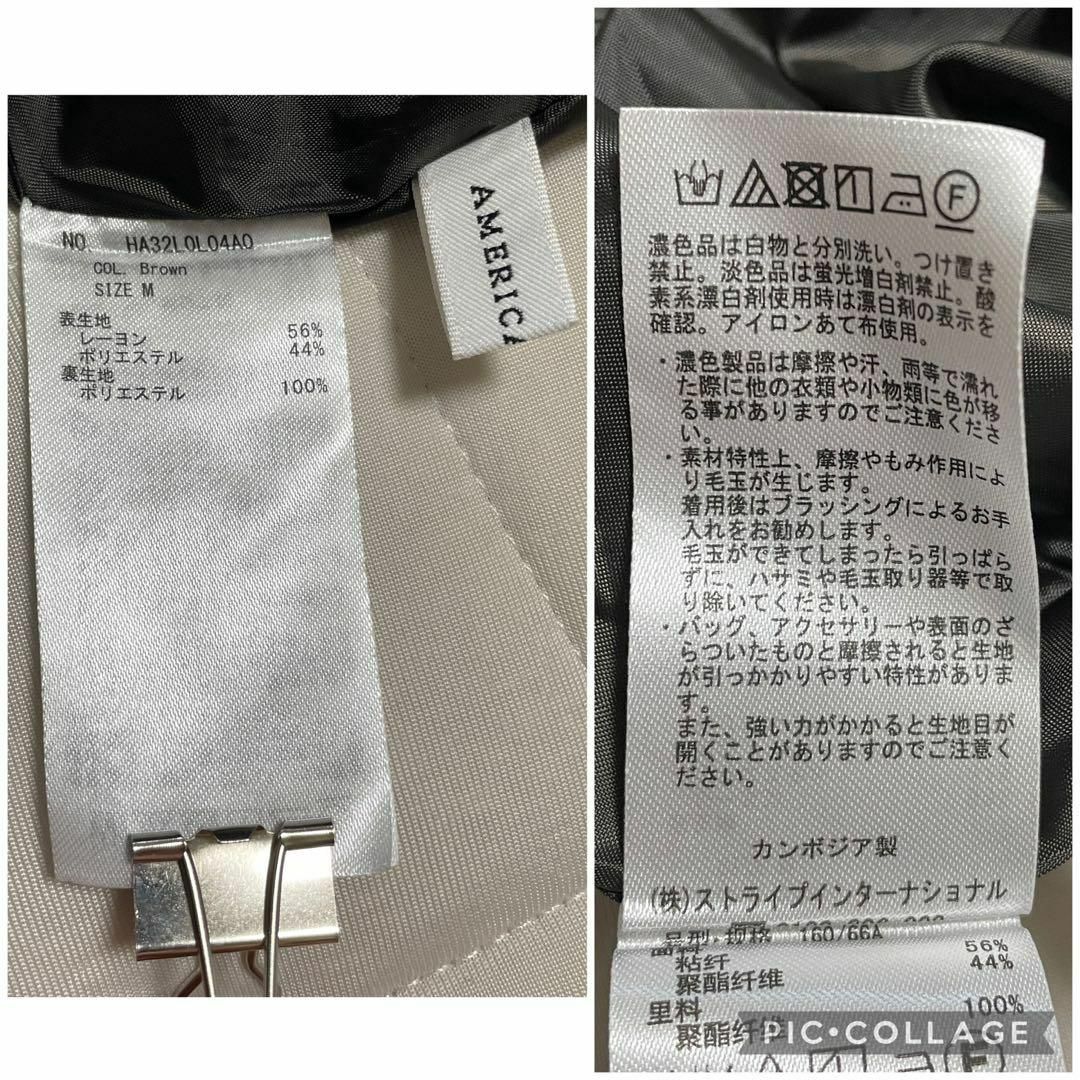 NO HA32L0L04A0
COL. Brown
SIZE M
表生地
レーヨン 56%
ポリエステル 44%
裏生地
ポリエステル 100%
AMERICA
F
濃色品は白物と分別洗い。つけ置き
禁止。淡色品は蛍光増白剤禁止。酸
素系漂白剤使用時は漂白剤の表示を
確認。アイロンあて布使用。
・濃色製品は摩擦や汗、雨等で濡れ
た際に他の衣類や小物類に色が移
る事がありますのでご注意くださ
い。
・素材特性上、摩擦やもみ作用によ
り毛玉が生じます。
着用後はブラッシングによるお手
入れをお勧めします。
毛玉ができてしまったら引っぱら
ずに、ハサミや毛玉取り器等で取
り除いてください。
・バッグ、アクセサリーや表面のざ
らついたものと摩擦されると生地
が引っかかりやすい特性がありま
す。
また、強い力がかかると生地目が
開くことがありますのでご注意く
ださい。
カンボジア製
(株)ストライプインターナショナル
号型·规格 160/66A
粘纤 56%
聚酯纤维 44%
里料
聚酯纤维 100%
PIC•COLLAGE